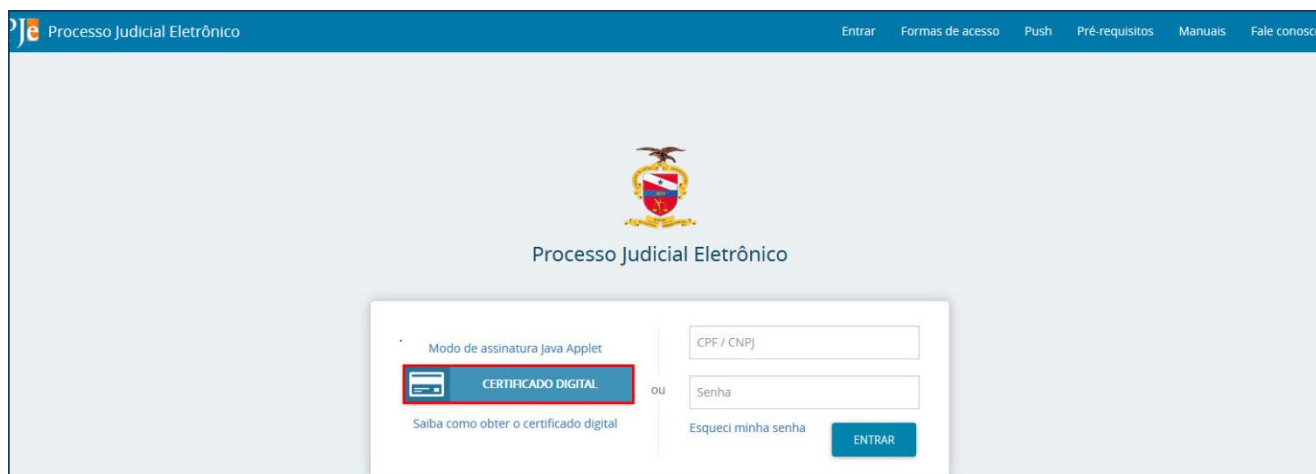 PJe Processo Judicial Eletrônico Entrar Formas de acesso Push Pré-requisitos Manuais Fale conosco
Processo Judicial Eletrônico
Modo de assinatura Java Applet
CERTIFICADO DIGITAL
Saiba como obter o certificado digital
ou
CPF / CNPJ
Senha
Esqueci minha senha
ENTRAR